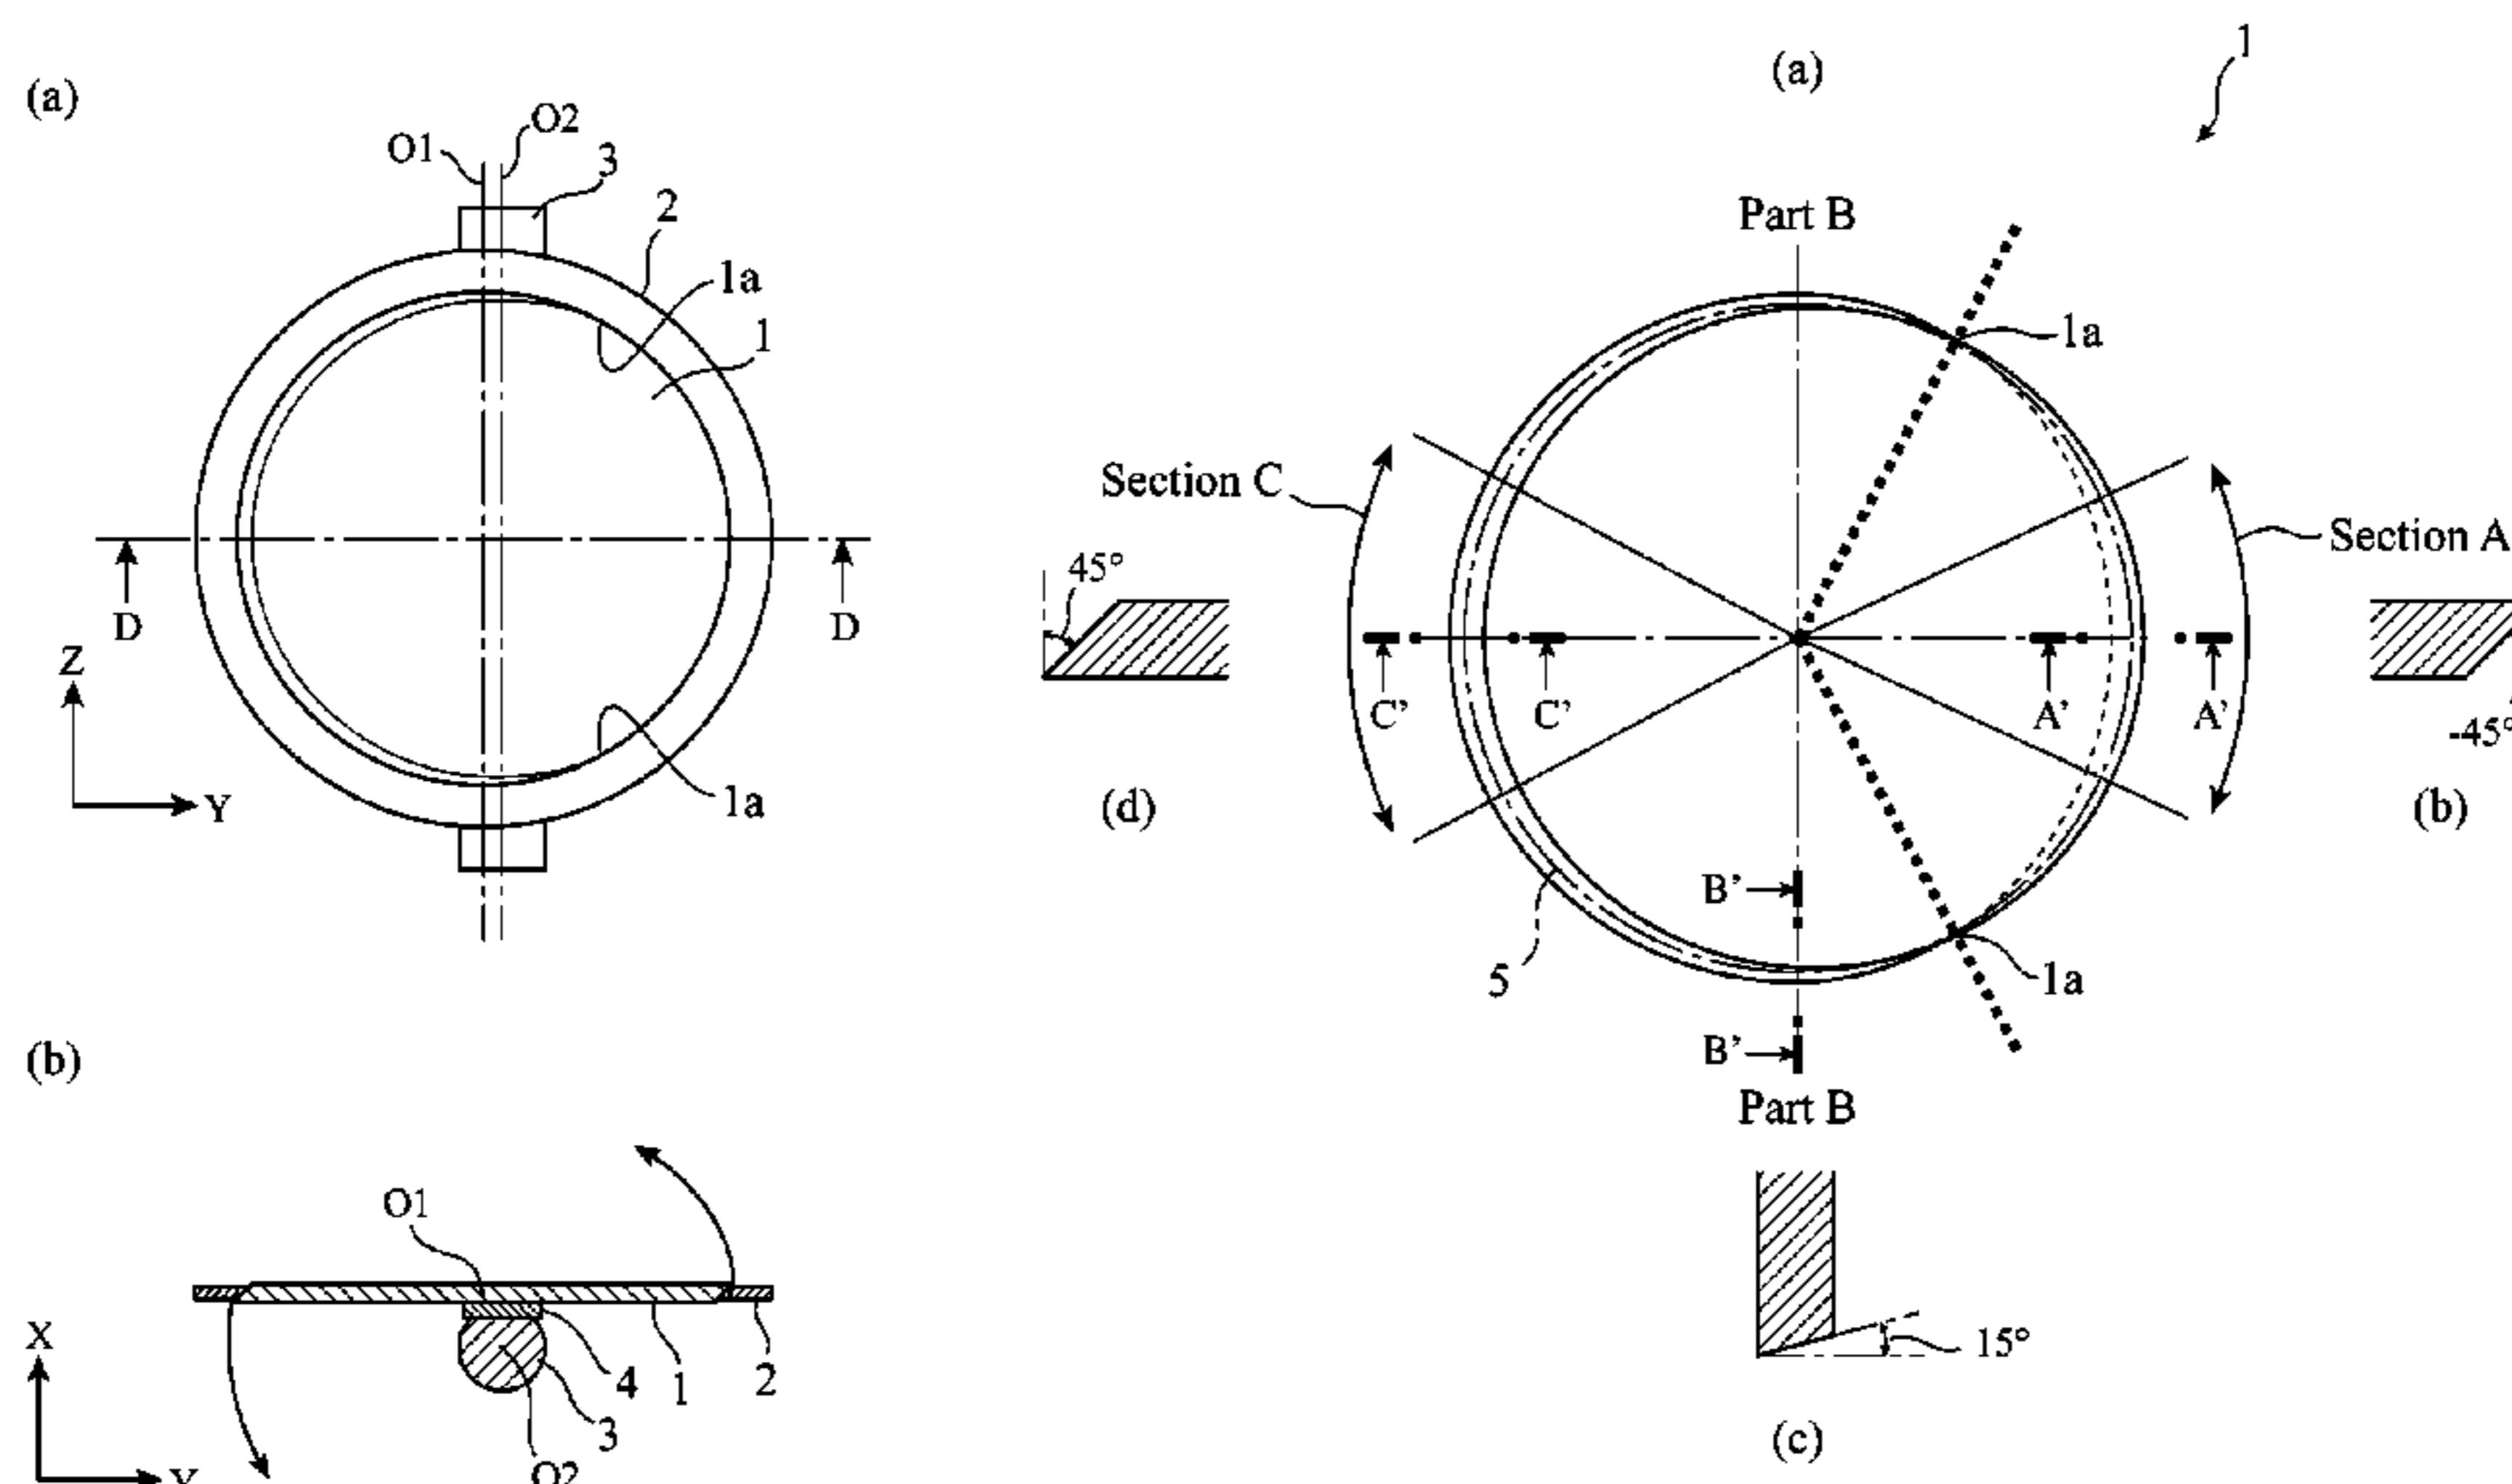 (a)
O1
O2
3
2
1a
1
D
D
Z
Y
1a
(b)
O1
X
4
1
2
3
O2
Y
(a)
1
Part B
1a
Section C
Section A
45°
C'
C'
A'
A'
-45°
(d)
(b)
B'
5
1a
B'
Part B
15°
(c)